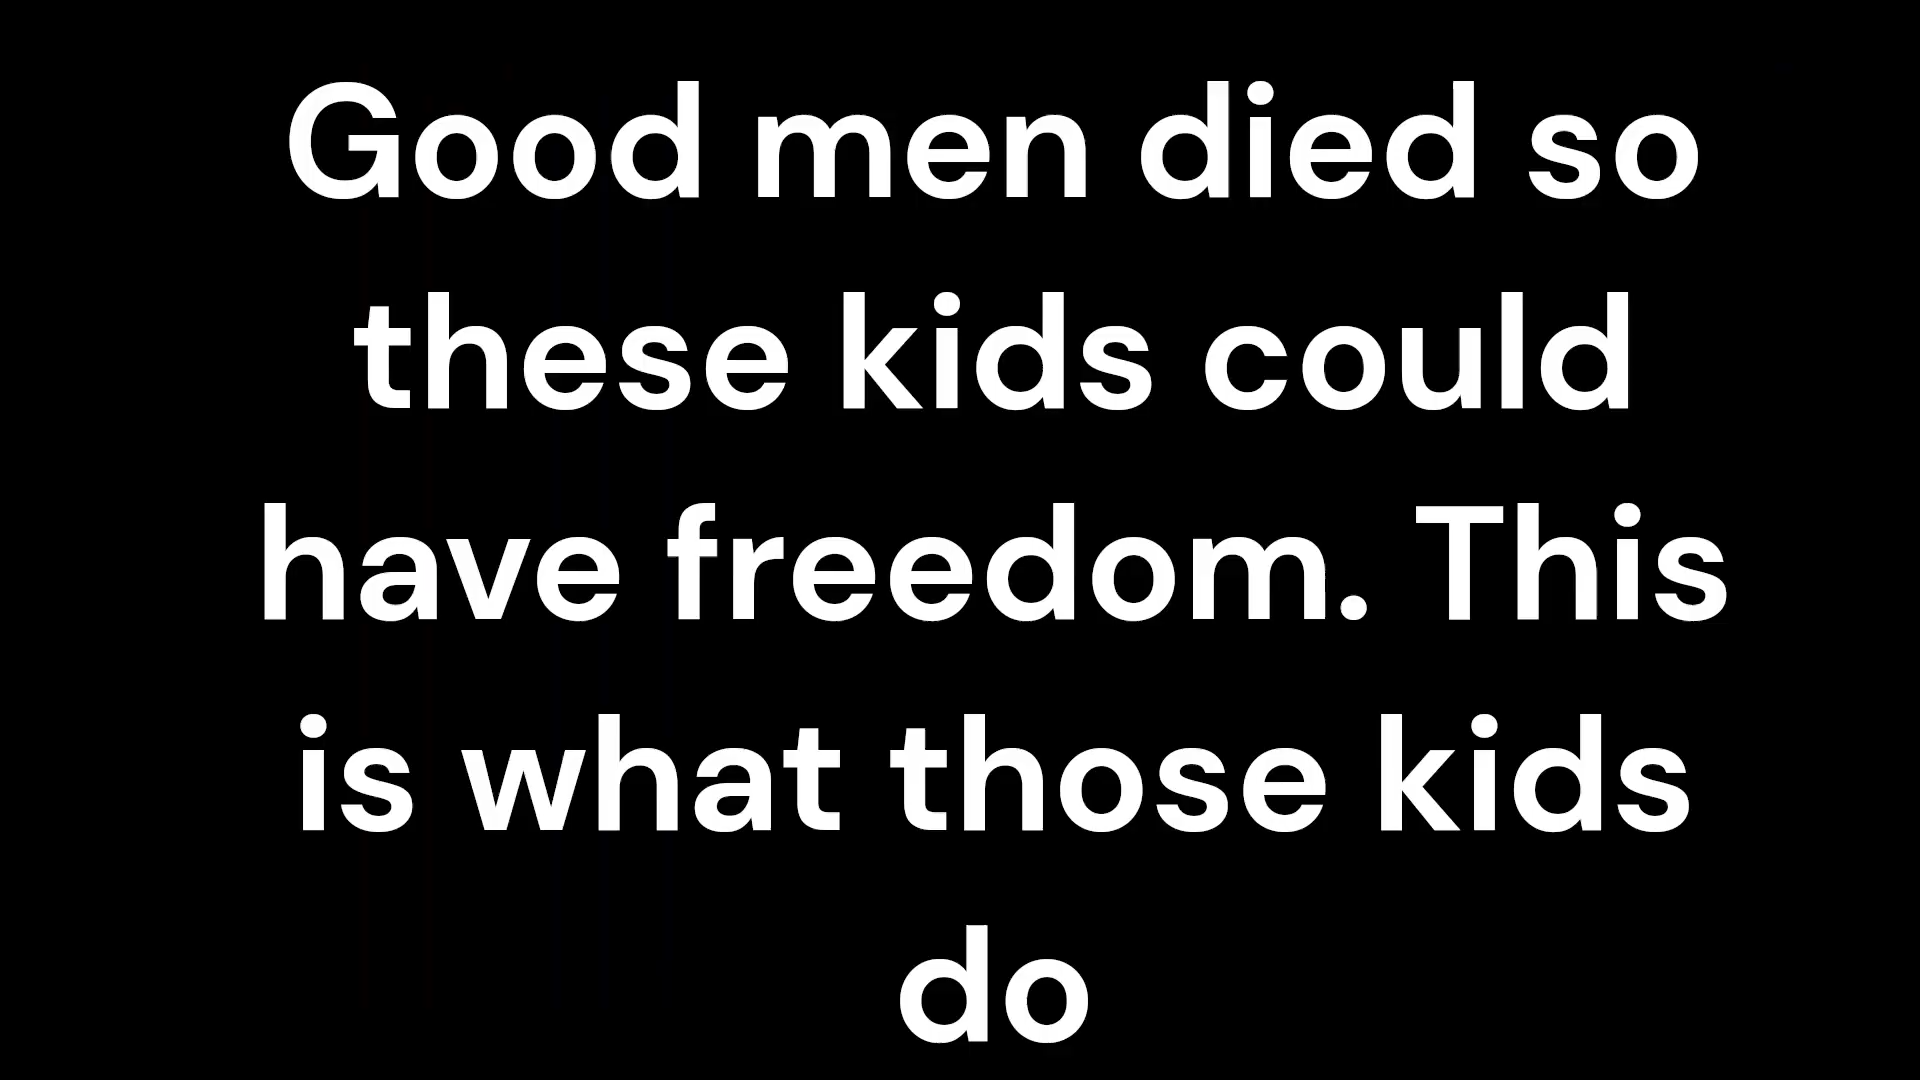 Good men died so
these kids could
have freedom. This
is what those kids
do